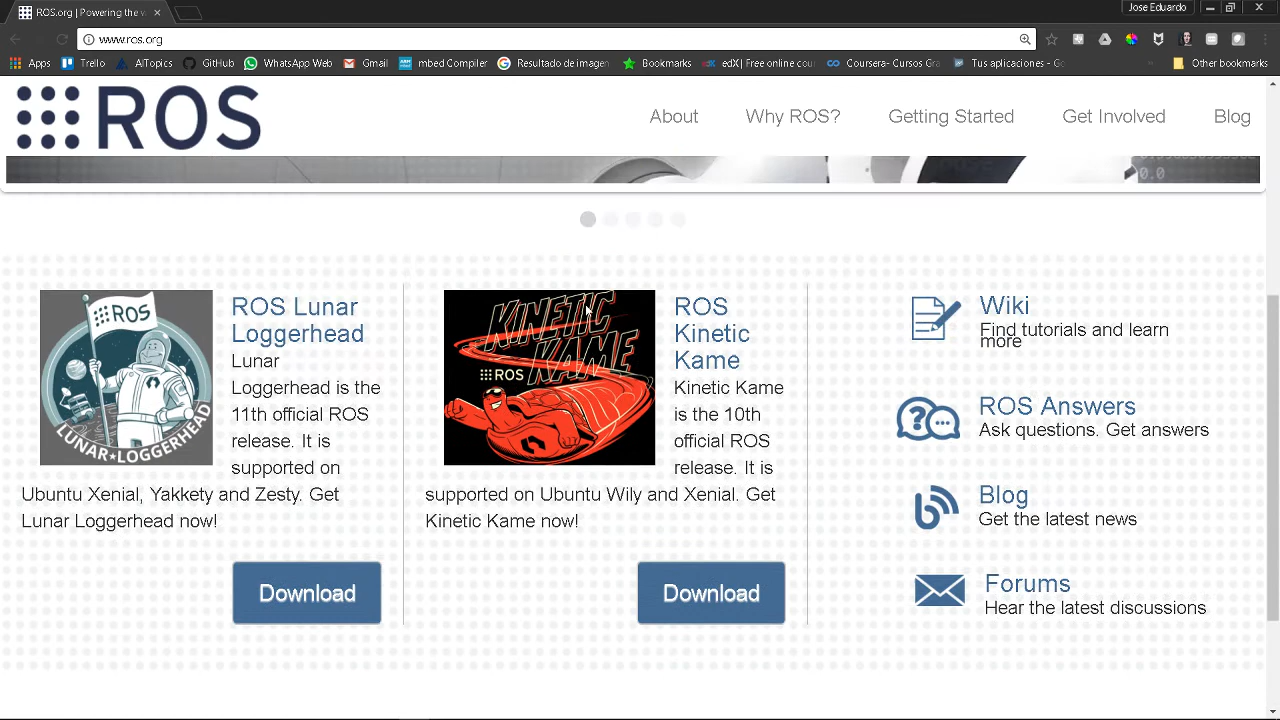 ROS.org | Powering the w
Jose Eduardo
www.ros.org
Apps
Trello
AITopics
GitHub
WhatsApp Web
Gmail
mbed Compiler
Resultado de imagen
Bookmarks
edX | Free online cou
Coursera- Cursos Gra
Tus aplicaciones - Go
»
Other bookmarks
ROS
About
Why ROS?
Getting Started
Get Involved
Blog
0.0
ROS
LUNAR★LOGGERHEAD
ROS Lunar
Loggerhead
Lunar
Loggerhead is the
11th official ROS
release. It is
supported on
Ubuntu Xenial, Yakkety and Zesty. Get
Lunar Loggerhead now!
Download
KINETIC
KAME
ROS
ROS
Kinetic
Kame
Kinetic Kame
is the 10th
official ROS
release. It is
supported on Ubuntu Wily and Xenial. Get
Kinetic Kame now!
Download
Wiki
Find tutorials and learn
more
ROS Answers
Ask questions. Get answers
Blog
Get the latest news
Forums
Hear the latest discussions